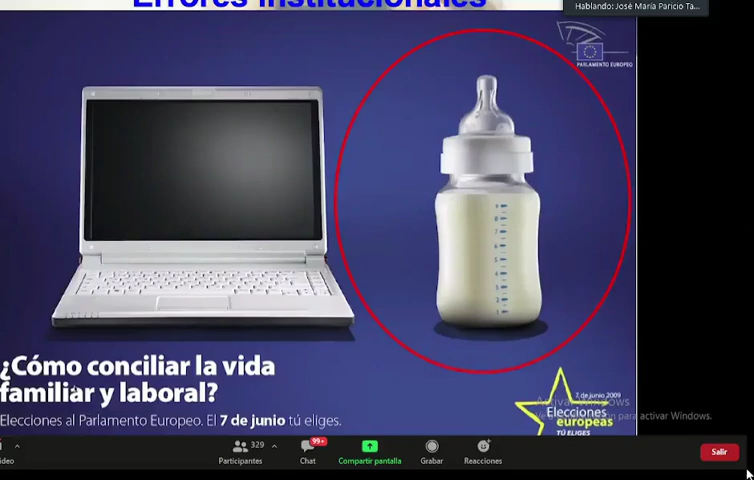 Errores institucionales
Hablando: José María Paricio Ta...
PARLAMENTO EUROPEO
¿Cómo conciliar la vida
familiar y laboral?
Elecciones al Parlamento Europeo. El 7 de junio tú eliges.
7 de junio 2009
Elecciones
europeas
TÚ ELIGES
Activar Windows
para activar Windows.
329
99+
ideo
Participantes
Chat
Compartir pantalla
Grabar
Reacciones
Salir